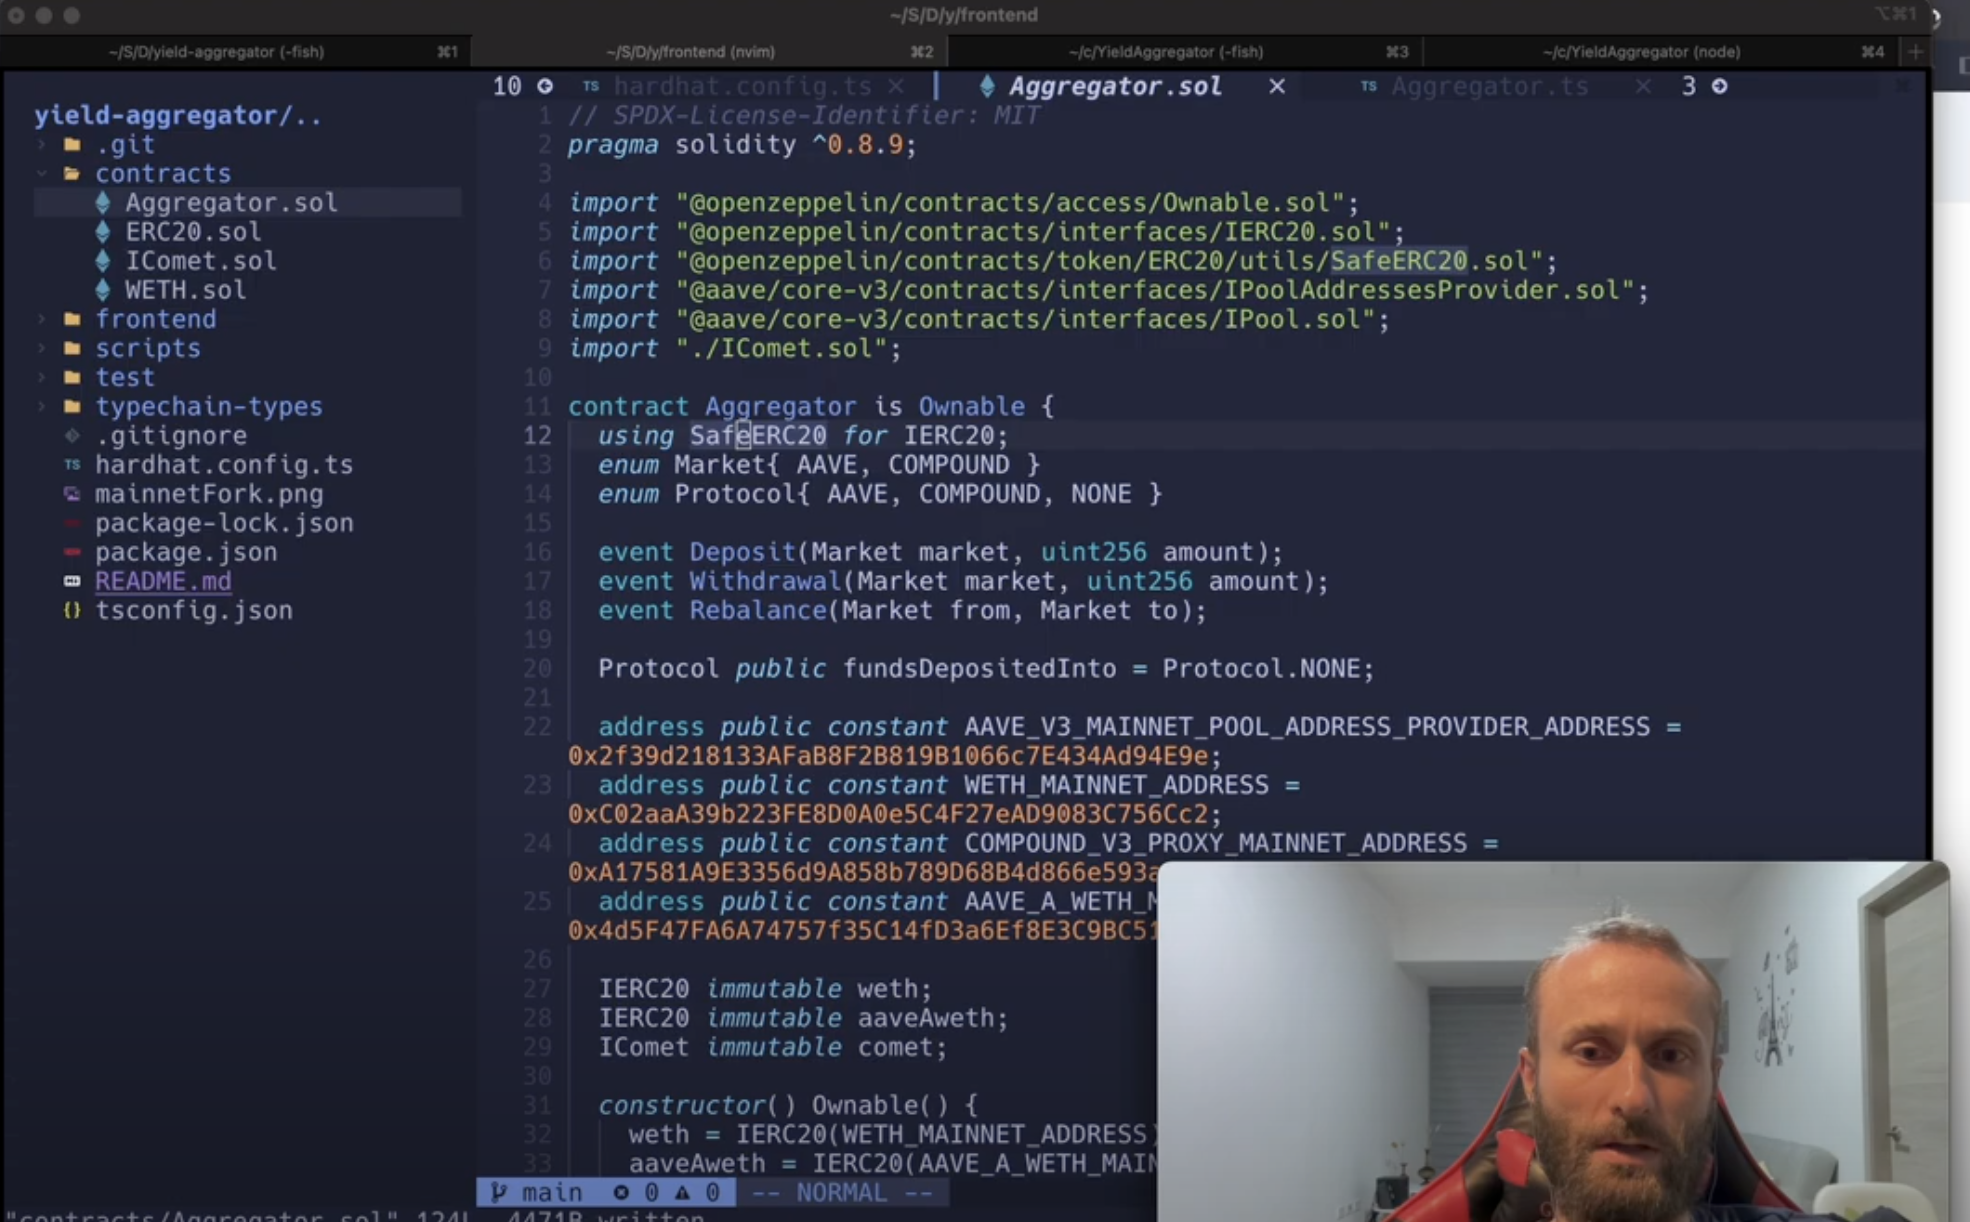 ~/S/D/y/frontend
⌥⌘1
~/S/D/yield-aggregator (-fish) ⌘1
~/S/D/y/frontend (nvim) ⌘2
~/c/YieldAggregator (-fish) ⌘3
~/c/YieldAggregator (node) ⌘4 +
10 TS hardhat.config.ts × Aggregator.sol × TS Aggregator.ts × 3
yield-aggregator/..
.git
contracts
Aggregator.sol
ERC20.sol
IComet.sol
WETH.sol
frontend
scripts
test
typechain-types
.gitignore
TS hardhat.config.ts
mainnetFork.png
package-lock.json
package.json
README.md
{} tsconfig.json
1 // SPDX-License-Identifier: MIT
2 pragma solidity ^0.8.9;
3
4 import "@openzeppelin/contracts/access/Ownable.sol";
5 import "@openzeppelin/contracts/interfaces/IERC20.sol";
6 import "@openzeppelin/contracts/token/ERC20/utils/SafeERC20.sol";
7 import "@aave/core-v3/contracts/interfaces/IPoolAddressesProvider.sol";
8 import "@aave/core-v3/contracts/interfaces/IPool.sol";
9 import "./IComet.sol";
10
11 contract Aggregator is Ownable {
12 using SafeERC20 for IERC20;
13 enum Market{ AAVE, COMPOUND }
14 enum Protocol{ AAVE, COMPOUND, NONE }
15
16 event Deposit(Market market, uint256 amount);
17 event Withdrawal(Market market, uint256 amount);
18 event Rebalance(Market from, Market to);
19
20 Protocol public fundsDepositedInto = Protocol.NONE;
21
22 address public constant AAVE_V3_MAINNET_POOL_ADDRESS_PROVIDER_ADDRESS =
0x2f39d218133AFaB8F2B819B1066c7E434Ad94E9e;
23 address public constant WETH_MAINNET_ADDRESS =
0xC02aaA39b223FE8D0A0e5C4F27eAD9083C756Cc2;
24 address public constant COMPOUND_V3_PROXY_MAINNET_ADDRESS =
0xA17581A9E3356d9A858b789D68B4d866e593a
25 address public constant AAVE_A_WETH_M
0x4d5F47FA6A74757f35C14fD3a6Ef8E3C9BC51
26
27 IERC20 immutable weth;
28 IERC20 immutable aaveAweth;
29 IComet immutable comet;
30
31 constructor() Ownable() {
32 weth = IERC20(WETH_MAINNET_ADDRESS)
33 aaveAweth = IERC20(AAVE_A_WETH_MAIN
main 0 0 -- NORMAL --
"contracts/Aggregator.sol" 124L, 4471B written